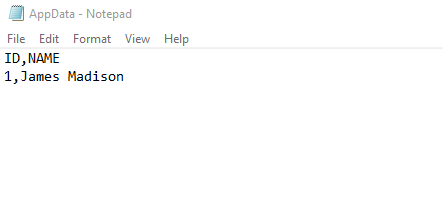 AppData - Notepad
File Edit Format View Help
ID,NAME
1,James Madison